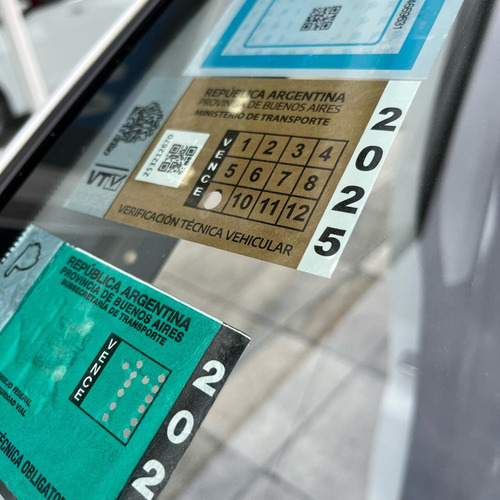 REPÚBLICA ARGENTINA
PROVINCIA DE BUENOS AIRES
MINISTERIO DE TRANSPORTE
VTV
VENCE
1 2 3 4
5 6 7 8
10 11 12
2025
VERIFICACIÓN TÉCNICA VEHICULAR
REPÚBLICA ARGENTINA
PROVINCIA DE BUENOS AIRES
SUBSECRETARÍA DE TRANSPORTE
VENCE
202
FEDERAL
VIAL
TÉCNICA